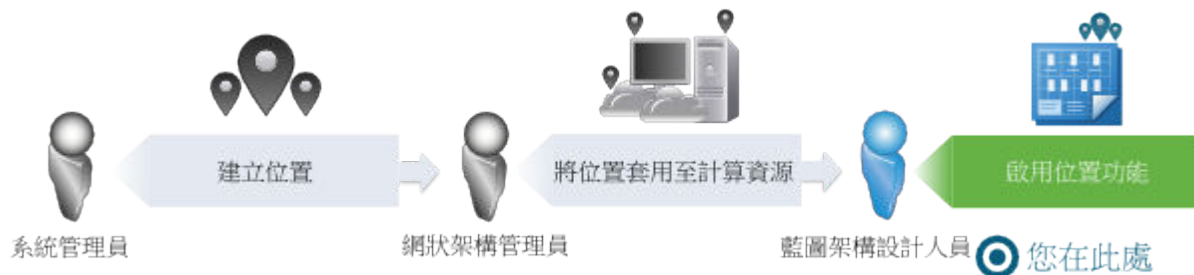 建立位置
將位置套用至計算資源
啟用位置功能
系統管理員
網狀架構管理員
藍圖架構設計人員
您在此處